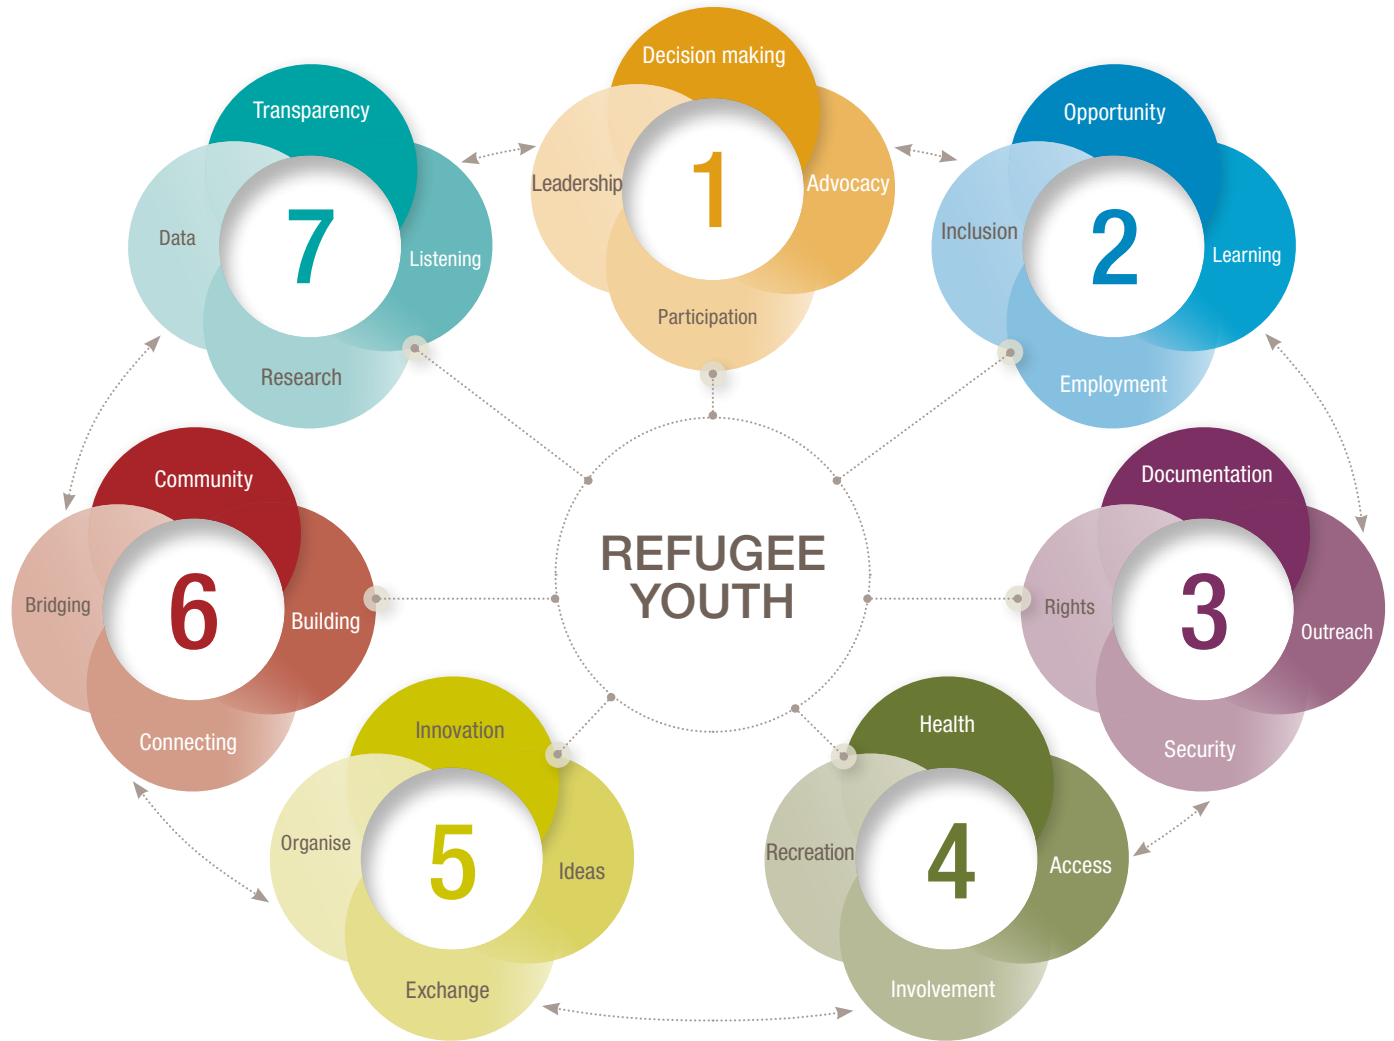 REFUGEE
YOUTH
1
Decision making
Advocacy
Participation
Leadership
2
Opportunity
Learning
Employment
Inclusion
3
Documentation
Outreach
Security
Rights
4
Health
Access
Involvement
Recreation
5
Innovation
Ideas
Exchange
Organise
6
Community
Building
Connecting
Bridging
7
Transparency
Listening
Research
Data